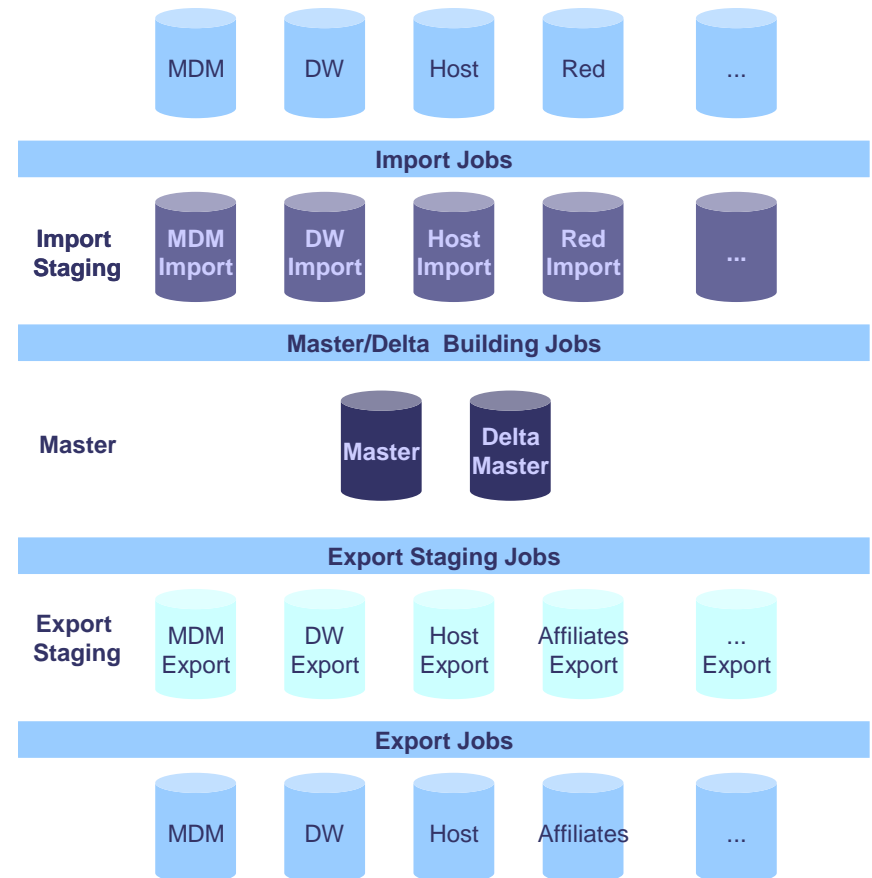 MDM
DW
Host
Red
...
Import Jobs
Import
Staging
MDM
Import
DW
Import
Host
Import
Red
Import
...
Master/Delta Building Jobs
Master
Master
Delta
Master
Export Staging Jobs
Export
Staging
MDM
Export
DW
Export
Host
Export
Affiliates
Export
...
Export
Export Jobs
MDM
DW
Host
Affiliates
...